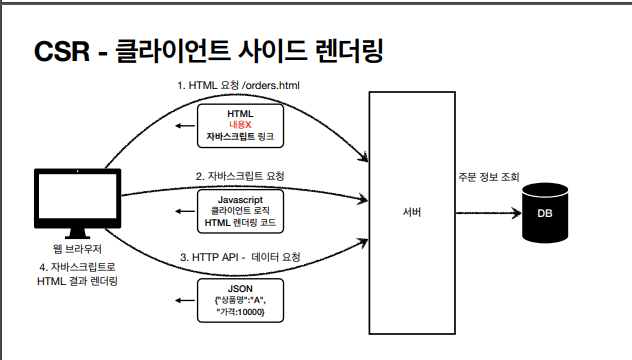 CSR - 클라이언트 사이드 렌더링
1. HTML 요청 /orders.html
HTML
내용X
자바스크립트 링크
2. 자바스크립트 요청
Javascript
클라이언트 로직
HTML 렌더링 코드
3. HTTP API - 데이터 요청
JSON
{"상품명":"A",
"가격:10000}
웹 브라우저
4. 자바스크립트로
HTML 결과 렌더링
서버
주문 정보 조회
DB